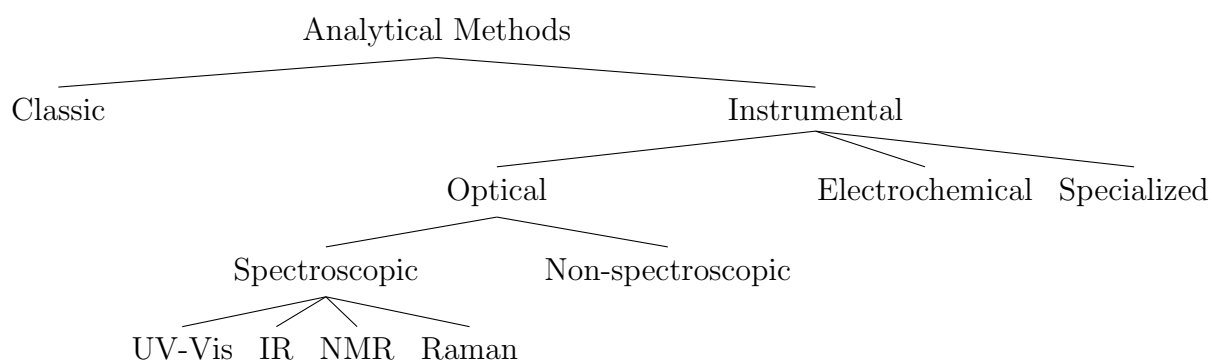 Analytical Methods
Classic Instrumental
Optical Electrochemical Specialized
Spectroscopic Non-spectroscopic
UV-Vis IR NMR Raman